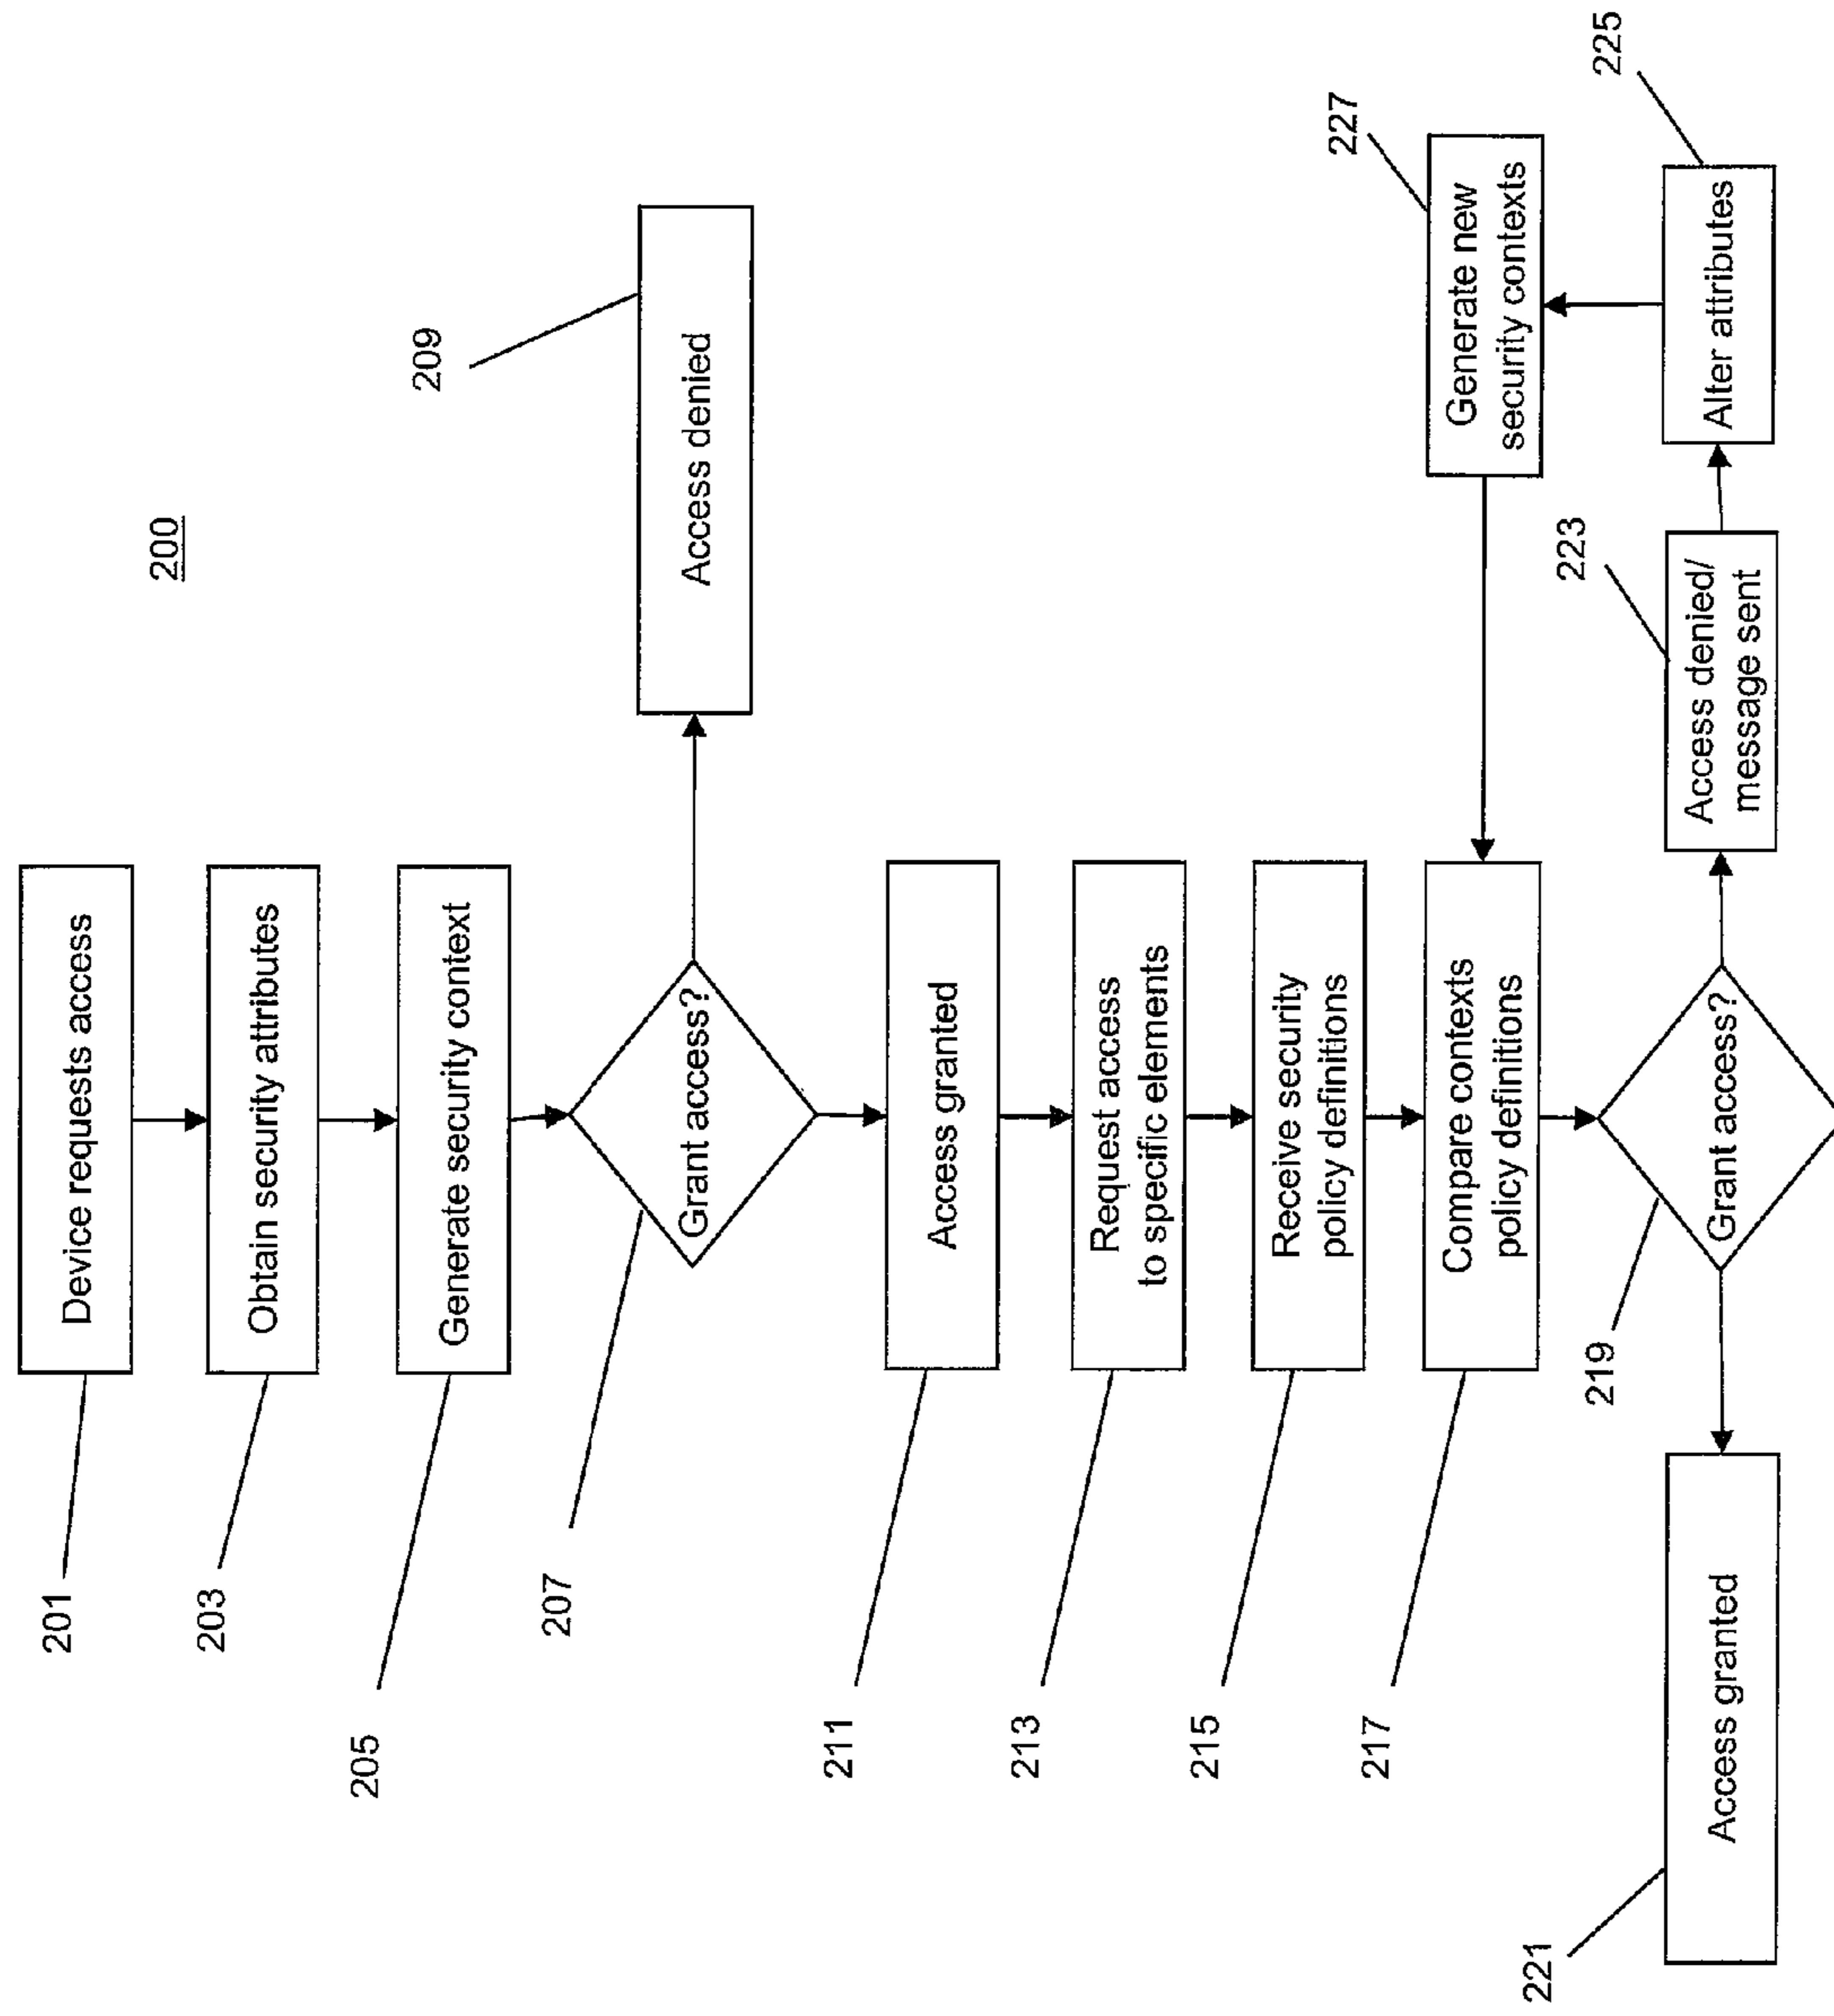 200
201
Device requests access
203
Obtain security attributes
205
Generate security context
207
Grant access?
209
Access denied
211
Access granted
213
Request access
to specific elements
215
Receive security
policy definitions
217
Compare contexts
policy definitions
219
Grant access?
221
Access granted
223
Access denied/
message sent
225
Alter attributes
227
Generate new
security contexts